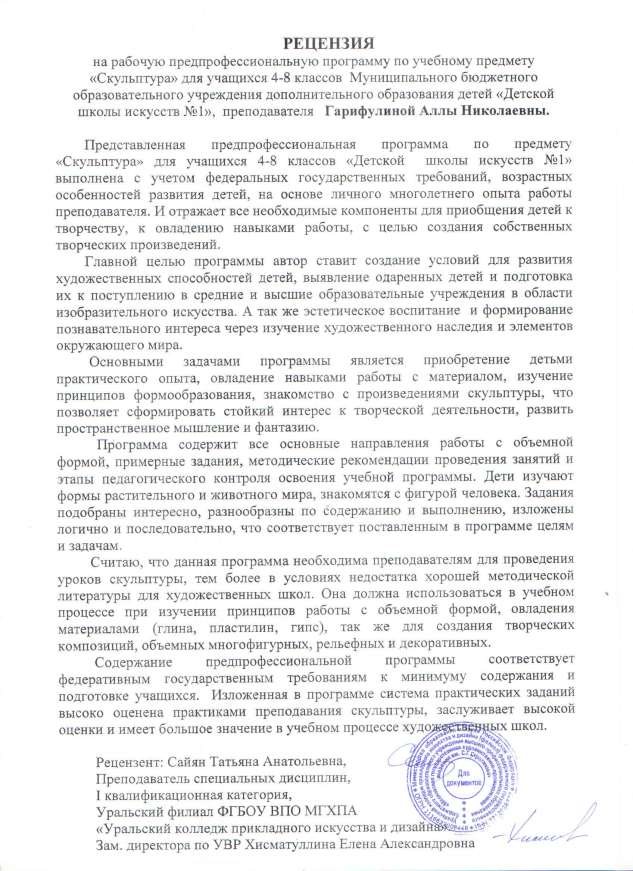 РЕЦЕНЗИЯ
на рабочую предпрофессиональную программу по учебному предмету
«Скульптура» для учащихся 4-8 классов Муниципального бюджетного
образовательного учреждения дополнительного образования детей «Детской
школы искусств №1», преподавателя Гарифулиной Аллы Николаевны.
Представленная предпрофессиональная программа по предмету
«Скульптура» для учащихся 4-8 классов «Детской школы искусств №1»
выполнена с учетом федеральных государственных требований, возрастных
особенностей развития детей, на основе личного многолетнего опыта работы
преподавателя. И отражает все необходимые компоненты для приобщения детей к
творчеству, к овладению навыками работы, с целью создания собственных
творческих произведений.
Главной целью программы автор ставит создание условий для развития
художественных способностей детей, выявление одаренных детей и подготовка
их к поступлению в средние и высшие образовательные учреждения в области
изобразительного искусства. А так же эстетическое воспитание и формирование
познавательного интереса через изучение художественного наследия и элементов
окружающего мира.
Основными задачами программы является приобретение детьми
практического опыта, овладение навыками работы с материалом, изучение
принципов формообразования, знакомство с произведениями скульптуры, что
позволяет сформировать стойкий интерес к творческой деятельности, развить
пространственное мышление и фантазию.
Программа содержит все основные направления работы с объемной
формой, примерные задания, методические рекомендации проведения занятий и
этапы педагогического контроля освоения учебной программы. Дети изучают
формы растительного и животного мира, знакомятся с фигурой человека. Задания
подобраны интересно, разнообразны по содержанию и выполнению, изложены
логично и последовательно, что соответствует поставленным в программе целям
и задачам.
Считаю, что данная программа необходима преподавателям для проведения
уроков скульптуры, тем более в условиях недостатка хорошей методической
литературы для художественных школ. Она должна использоваться в учебном
процессе при изучении принципов работы с объемной формой, овладения
материалами (глина, пластилин, гипс), так же для создания творческих
композиций, объемных многофигурных, рельефных и декоративных.
Содержание предпрофессиональной программы соответствует
федеративным государственным требованиям к минимуму содержания и
подготовке учащихся. Изложенная в программе система практических заданий
высоко оценена практиками преподавания скульптуры, заслуживает высокой
оценки и имеет большое значение в учебном процессе художественных школ.
Рецензент: Сайян Татьяна Анатольевна,
Преподаватель специальных дисциплин,
I квалификационная категория,
Уральский филиал ФГБОУ ВПО МГХПА
«Уральский колледж прикладного искусства и дизайна»
Зам. директора по УВР Хисматуллина Елена Александровна
Для
документов